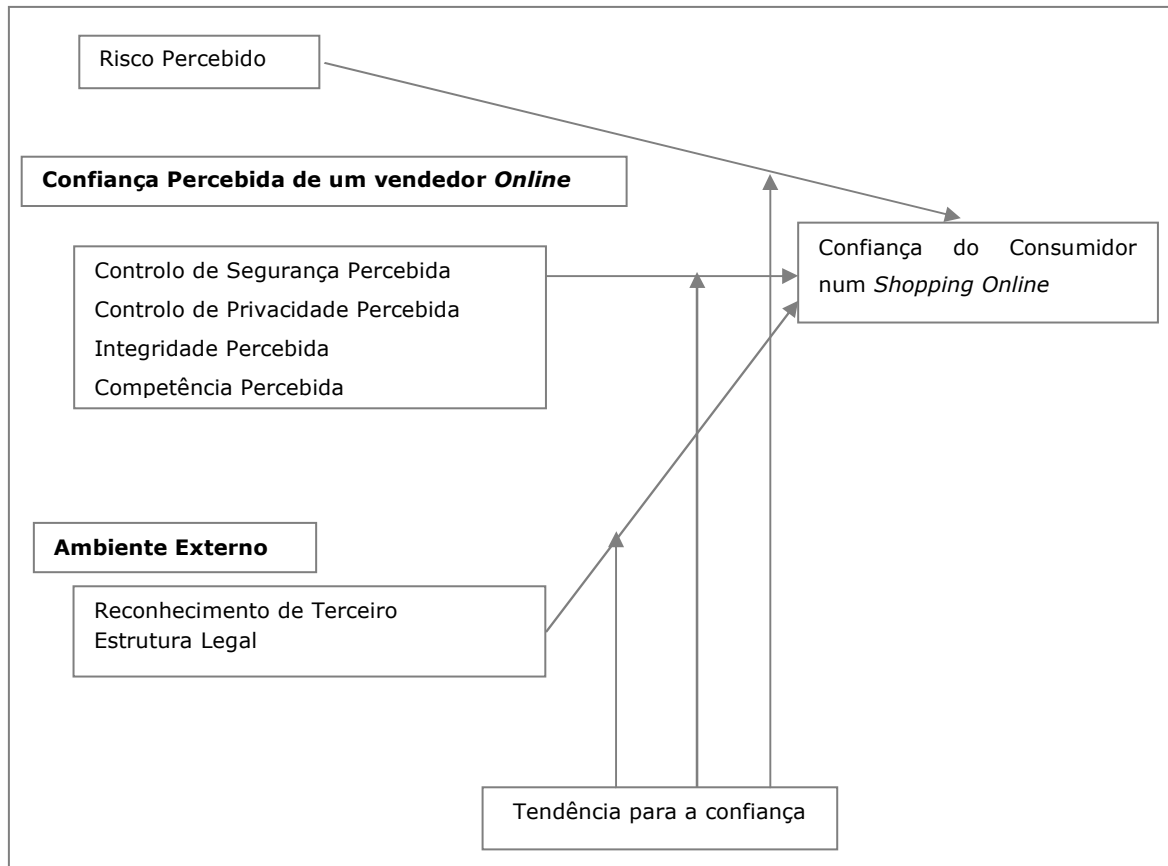 Risco Percebido
Confiança Percebida de um vendedor Online
Confiança do Consumidor
num Shopping Online
Controlo de Segurança Percebida
Controlo de Privacidade Percebida
Integridade Percebida
Competência Percebida
Ambiente Externo
Reconhecimento de Terceiro
Estrutura Legal
Tendência para a confiança